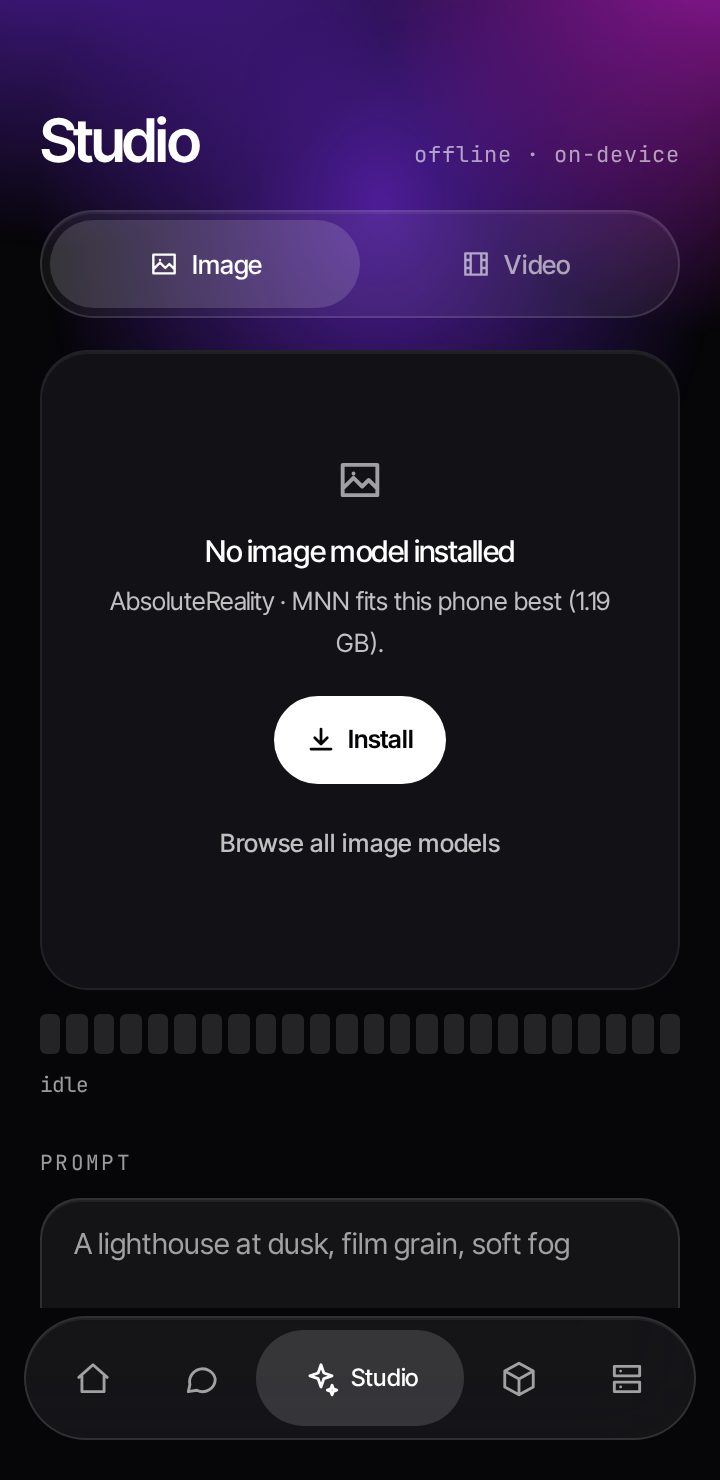 Studio
offline · on-device
Image
Video
No image model installed
AbsoluteReality · MNN fits this phone best (1.19
GB).
Install
Browse all image models
idle
PROMPT
A lighthouse at dusk, film grain, soft fog
Studio